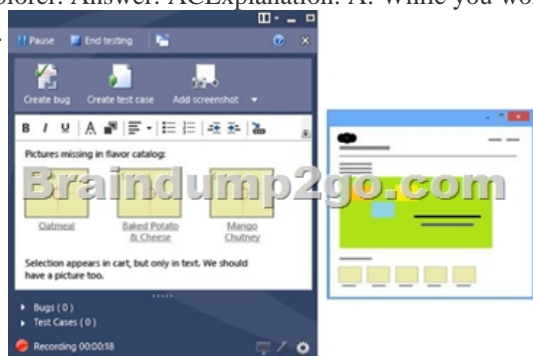 plorer. Answer: ACExplanation: A: While you wo
Pause End testing
Create bug Create test case Add screenshot
B I U A
Pictures missing in flavor catalog:
Braindump2go.com
Oatmeal Baked Potato & Cheese Mango Chutney
Selection appears in cart, but only in text. We should
have a picture too.
Bugs ( 0 )
Test Cases ( 0 )
Recording 00:00:18